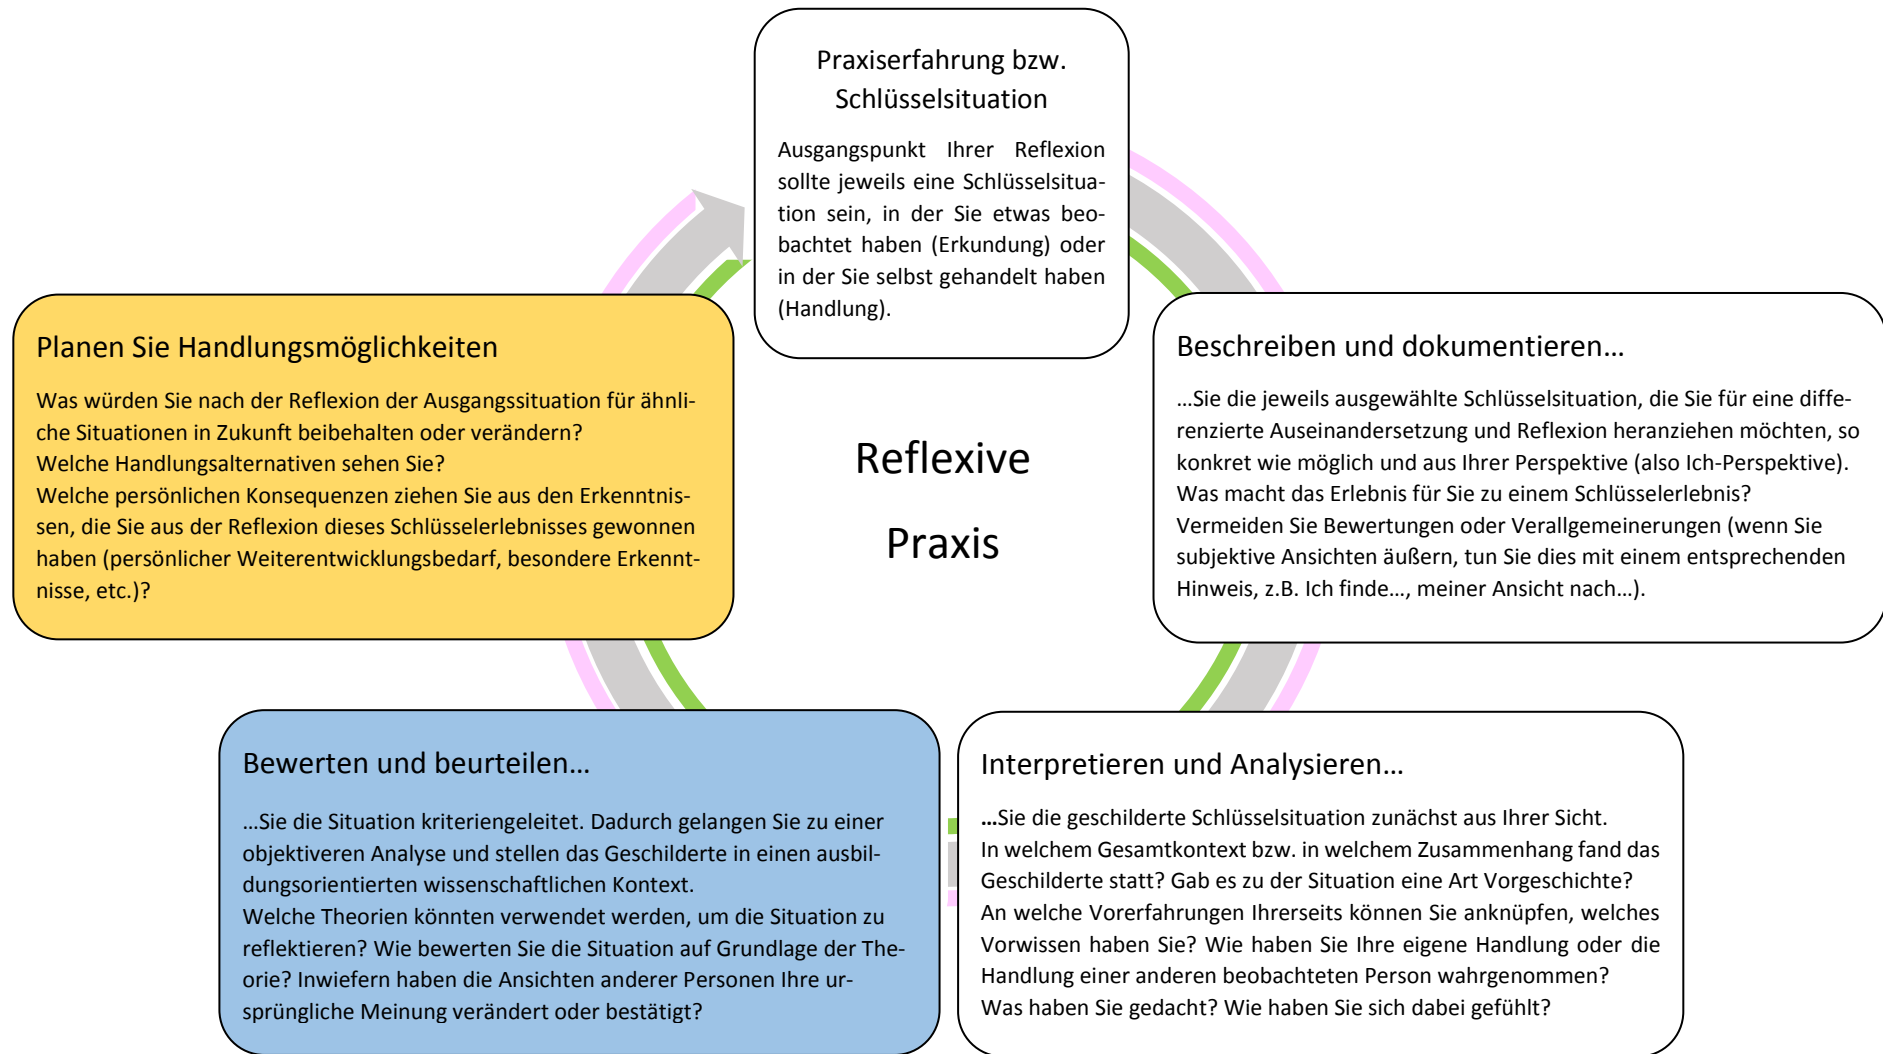 Praxiserfahrung bzw.
Schlüsselsituation
Ausgangspunkt Ihrer Reflexion
sollte jeweils eine Schlüsselsitua-
tion sein, in der Sie etwas beo-
bachtet haben (Erkundung) oder
in der Sie selbst gehandelt haben
(Handlung).
Beschreiben und dokumentieren…
…Sie die jeweils ausgewählte Schlüsselsituation, die Sie für eine diffe-
renzierte Auseinandersetzung und Reflexion heranziehen möchten, so
konkret wie möglich und aus Ihrer Perspektive (also Ich-Perspektive).
Was macht das Erlebnis für Sie zu einem Schlüsselerlebnis?
Vermeiden Sie Bewertungen oder Verallgemeinerungen (wenn Sie
subjektive Ansichten äußern, tun Sie dies mit einem entsprechenden
Hinweis, z.B. Ich finde…, meiner Ansicht nach…).
Interpretieren und Analysieren…
…Sie die geschilderte Schlüsselsituation zunächst aus Ihrer Sicht.
In welchem Gesamtkontext bzw. in welchem Zusammenhang fand das
Geschilderte statt? Gab es zu der Situation eine Art Vorgeschichte?
An welche Vorerfahrungen Ihrerseits können Sie anknüpfen, welches
Vorwissen haben Sie? Wie haben Sie Ihre eigene Handlung oder die
Handlung einer anderen beobachteten Person wahrgenommen?
Was haben Sie gedacht? Wie haben Sie sich dabei gefühlt?
Bewerten und beurteilen…
…Sie die Situation kriteriengeleitet. Dadurch gelangen Sie zu einer
objektiveren Analyse und stellen das Geschilderte in einen ausbil-
dungsorientierten wissenschaftlichen Kontext.
Welche Theorien könnten verwendet werden, um die Situation zu
reflektieren? Wie bewerten Sie die Situation auf Grundlage der The-
orie? Inwiefern haben die Ansichten anderer Personen Ihre ur-
sprüngliche Meinung verändert oder bestätigt?
Planen Sie Handlungsmöglichkeiten
Was würden Sie nach der Reflexion der Ausgangssituation für ähnli-
che Situationen in Zukunft beibehalten oder verändern?
Welche Handlungsalternativen sehen Sie?
Welche persönlichen Konsequenzen ziehen Sie aus den Erkenntnis-
sen, die Sie aus der Reflexion dieses Schlüsselerlebnisses gewonnen
haben (persönlicher Weiterentwicklungsbedarf, besondere Erkennt-
nisse, etc.)?
Reflexive
Praxis